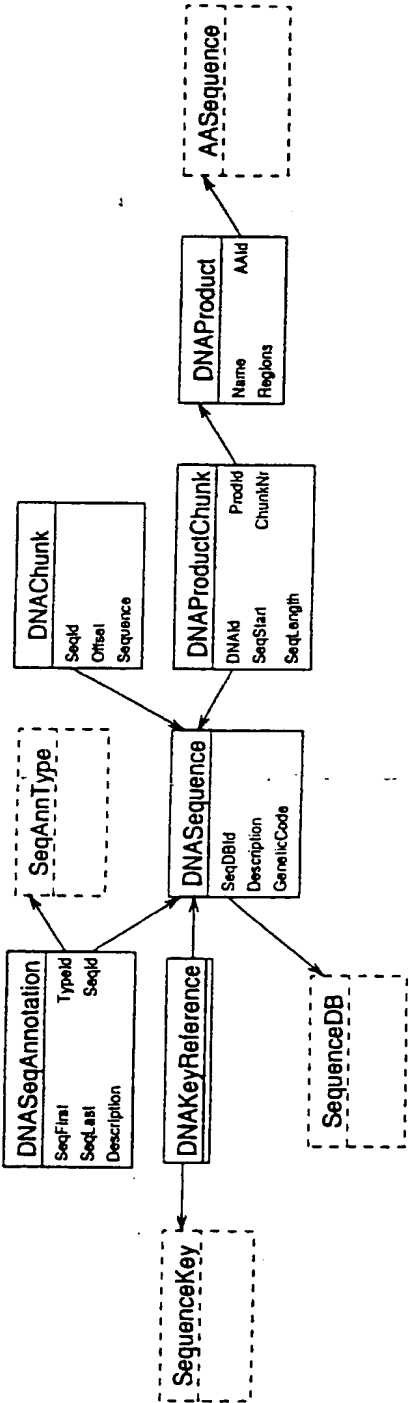 DNASeqAnnotation
SeqFirst TypeId
SeqLast SeqId
Description
SeqAnnType
DNAChunk
SeqId
Offset
Sequence
SequenceKey
DNAKeyReference
DNASequence
SeqDBId
Description
GeneticCode
DNAProductChunk
DNAId ProdId
SeqStart ChunkNr
SeqLength
DNAProduct
Name AAId
Regions
AASequence
SequenceDB